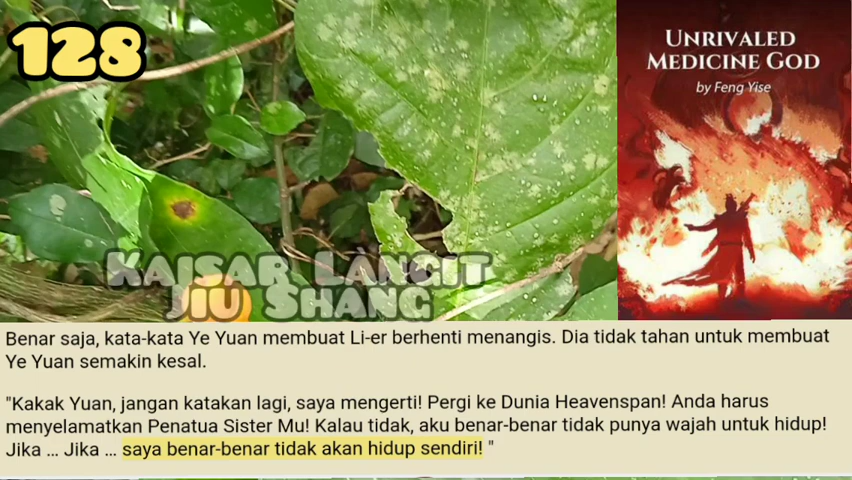 128
UNRIVALED
MEDICINE GOD
by Feng Yise
KAISAR LANGIT
JIU SHANG
Benar saja, kata-kata Ye Yuan membuat Li-er berhenti menangis. Dia tidak tahan untuk membuat
Ye Yuan semakin kesal.
"Kakak Yuan, jangan katakan lagi, saya mengerti! Pergi ke Dunia Heavenspan! Anda harus
menyelamatkan Penatua Sister Mu! Kalau tidak, aku benar-benar tidak punya wajah untuk hidup!
Jika ... Jika ... saya benar-benar tidak akan hidup sendiri! "